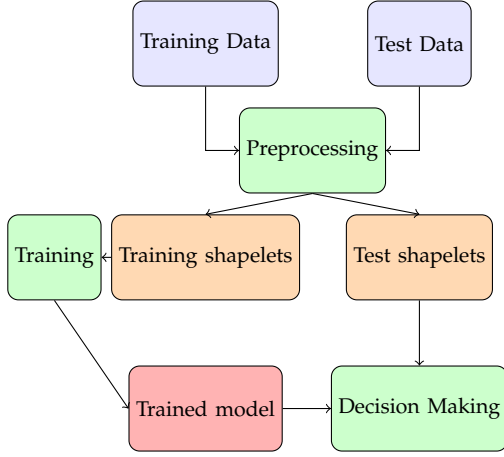 Training Data
Test Data
Preprocessing
Training
Training shapelets
Test shapelets
Trained model
Decision Making